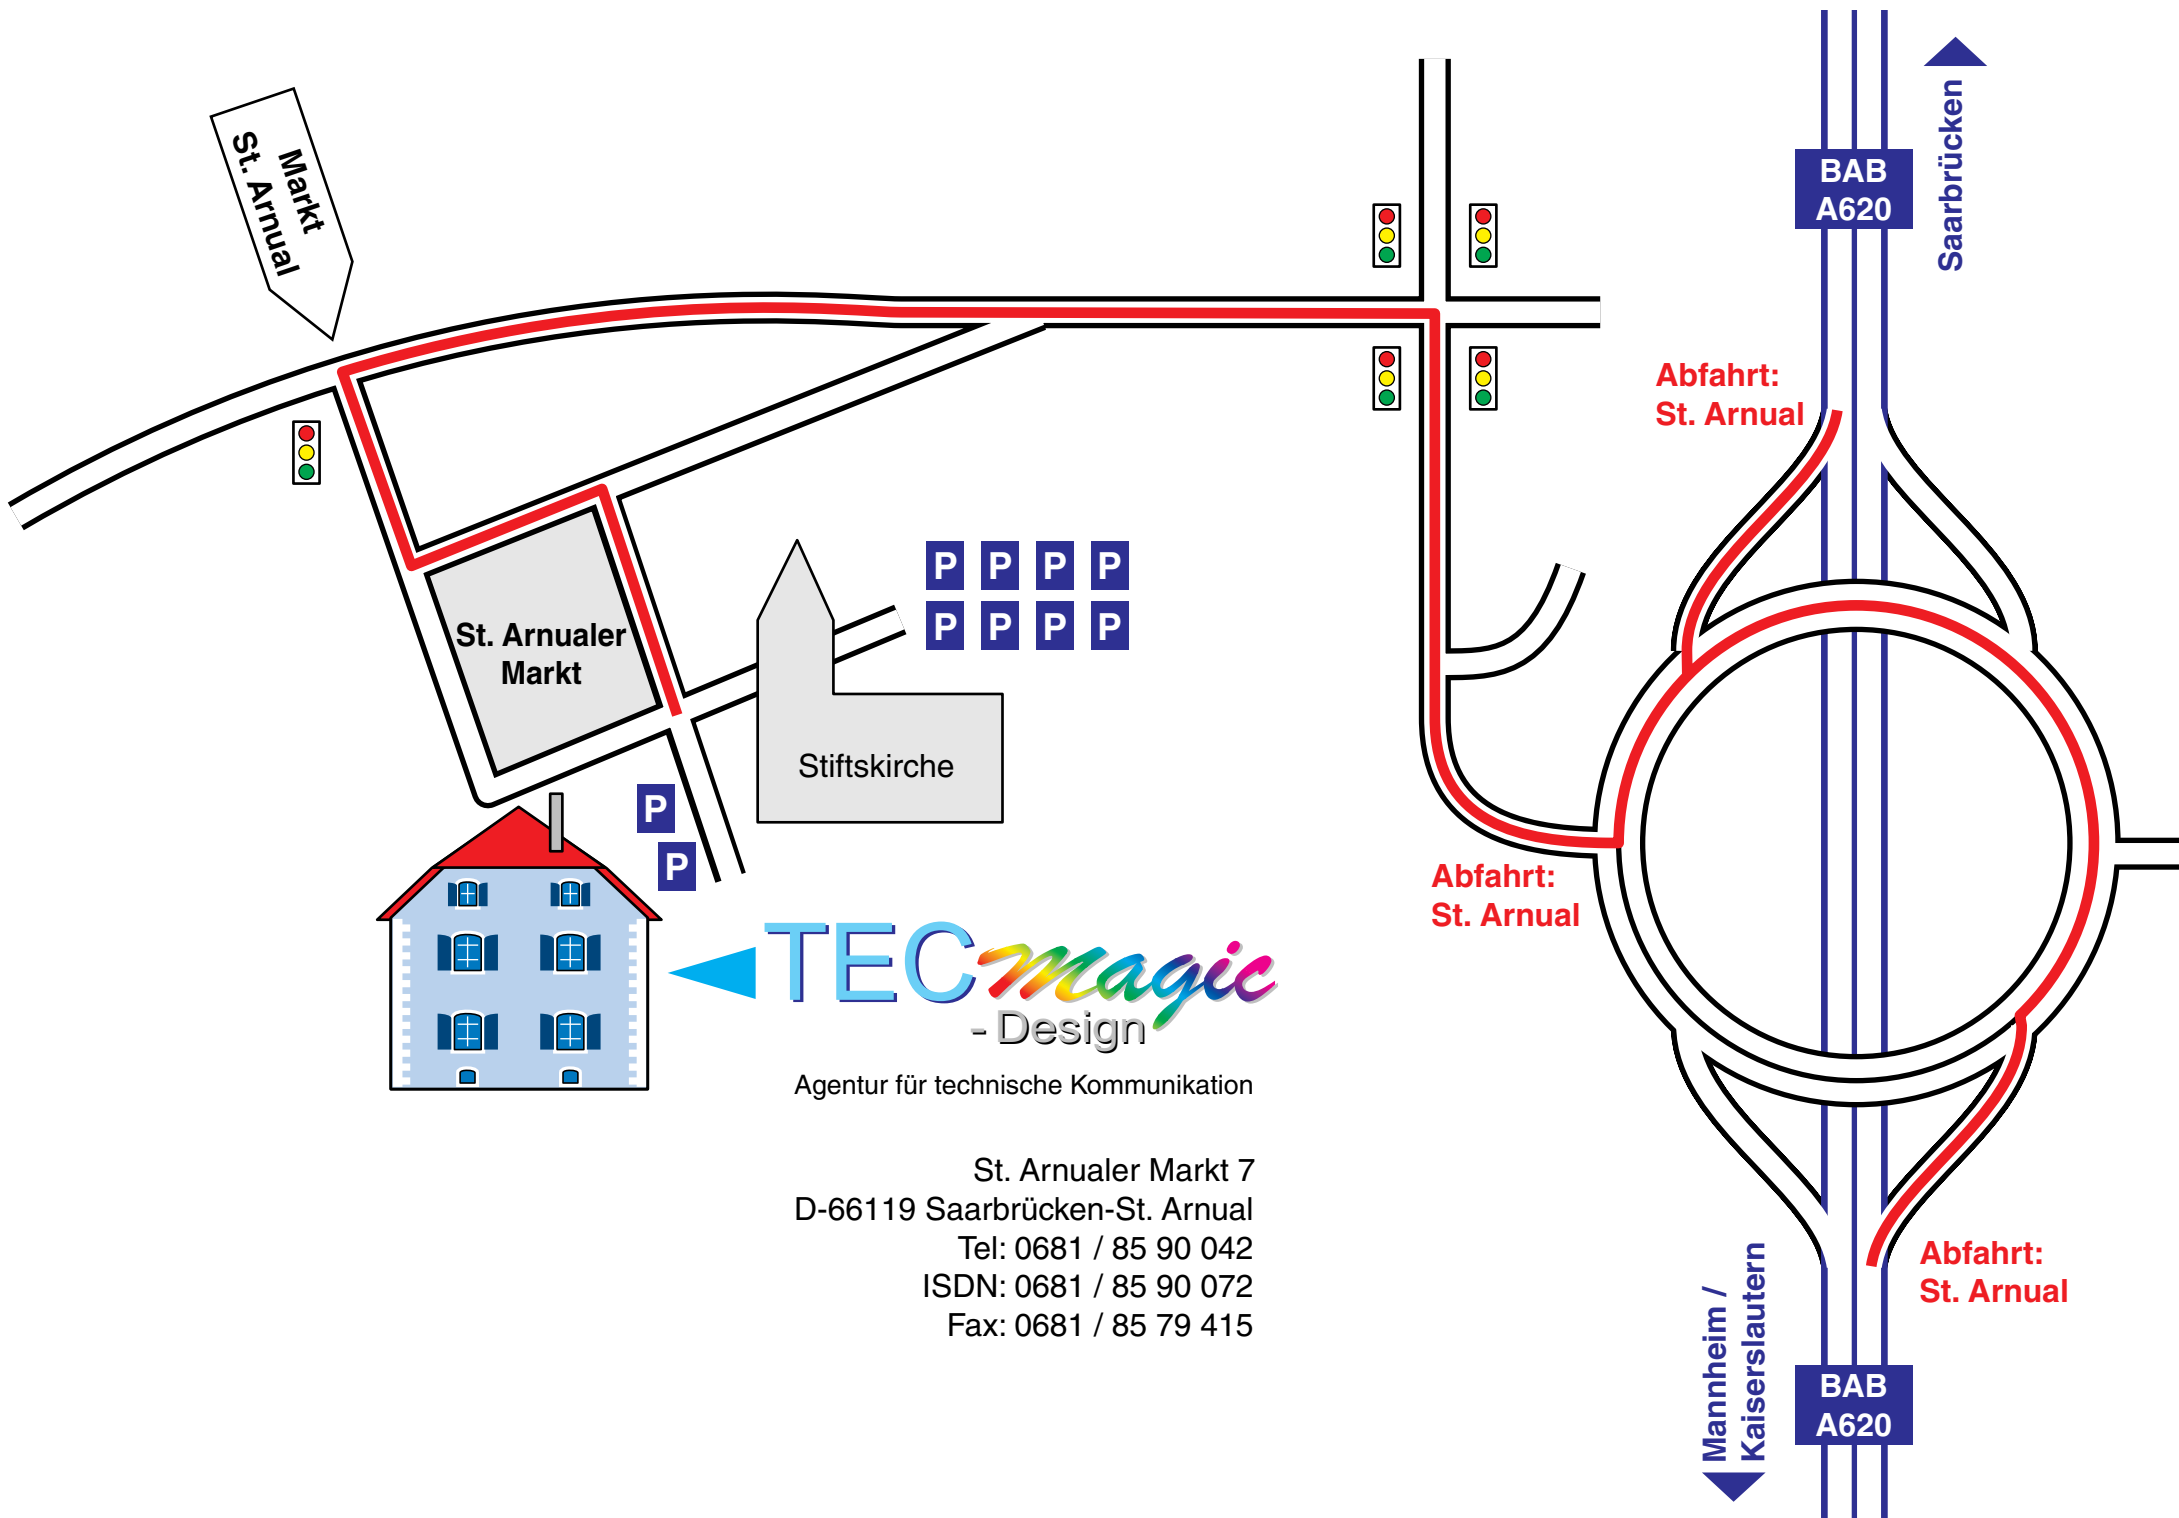 Markt
St. Arnual
BAB
A620
Saarbrücken
Abfahrt:
St. Arnual
P P P P
P P P P
St. Arnualer
Markt
Stiftskirche
P
P
Abfahrt:
St. Arnual
TECmagic
- Design
Agentur für technische Kommunikation
St. Arnualer Markt 7
D-66119 Saarbrücken-St. Arnual
Tel: 0681 / 85 90 042
ISDN: 0681 / 85 90 072
Fax: 0681 / 85 79 415
Abfahrt:
St. Arnual
Mannheim /
Kaiserslautern
BAB
A620